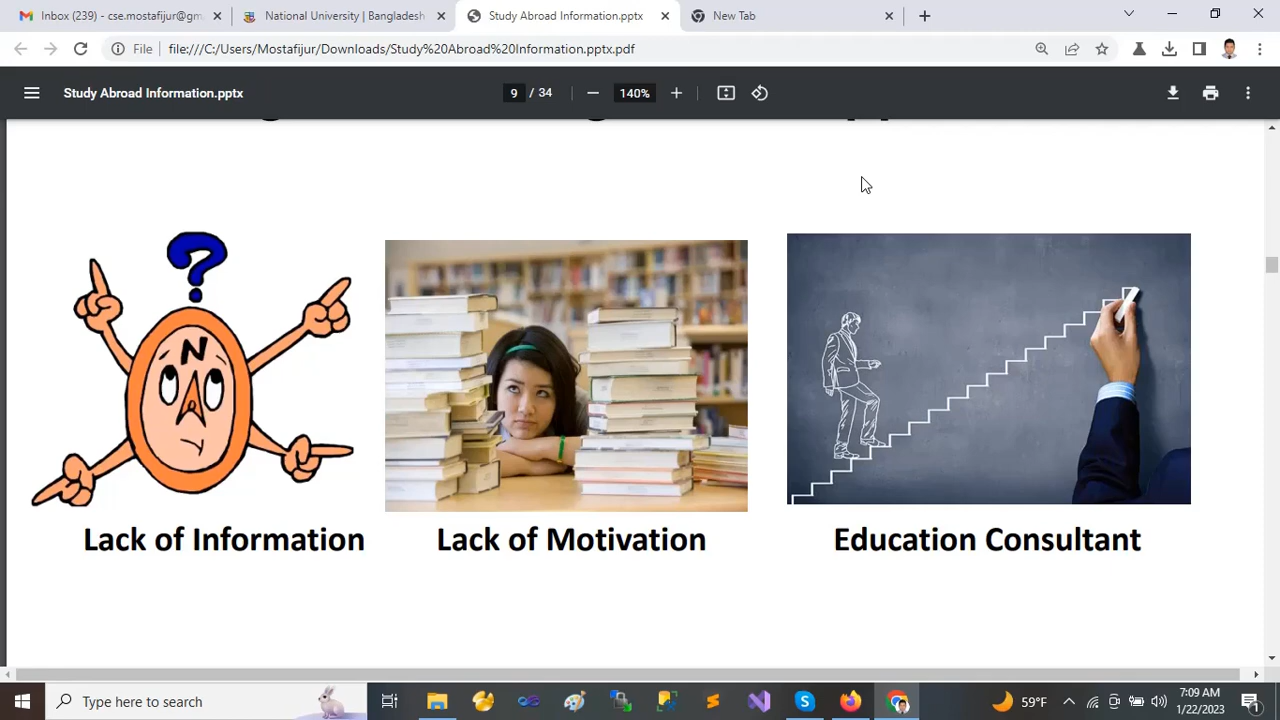 Inbox (239) - cse.mostafijur@gm
National University | Bangladesh
Study Abroad Information.pptx
New Tab
File
file:///C:/Users/Mostafijur/Downloads/Study%20Abroad%20Information.pptx.pdf
Study Abroad Information.pptx
9 / 34
140%
?
N
Lack of Information
Lack of Motivation
Education Consultant
Type here to search
59°F
7:09 AM
1/22/2023
1